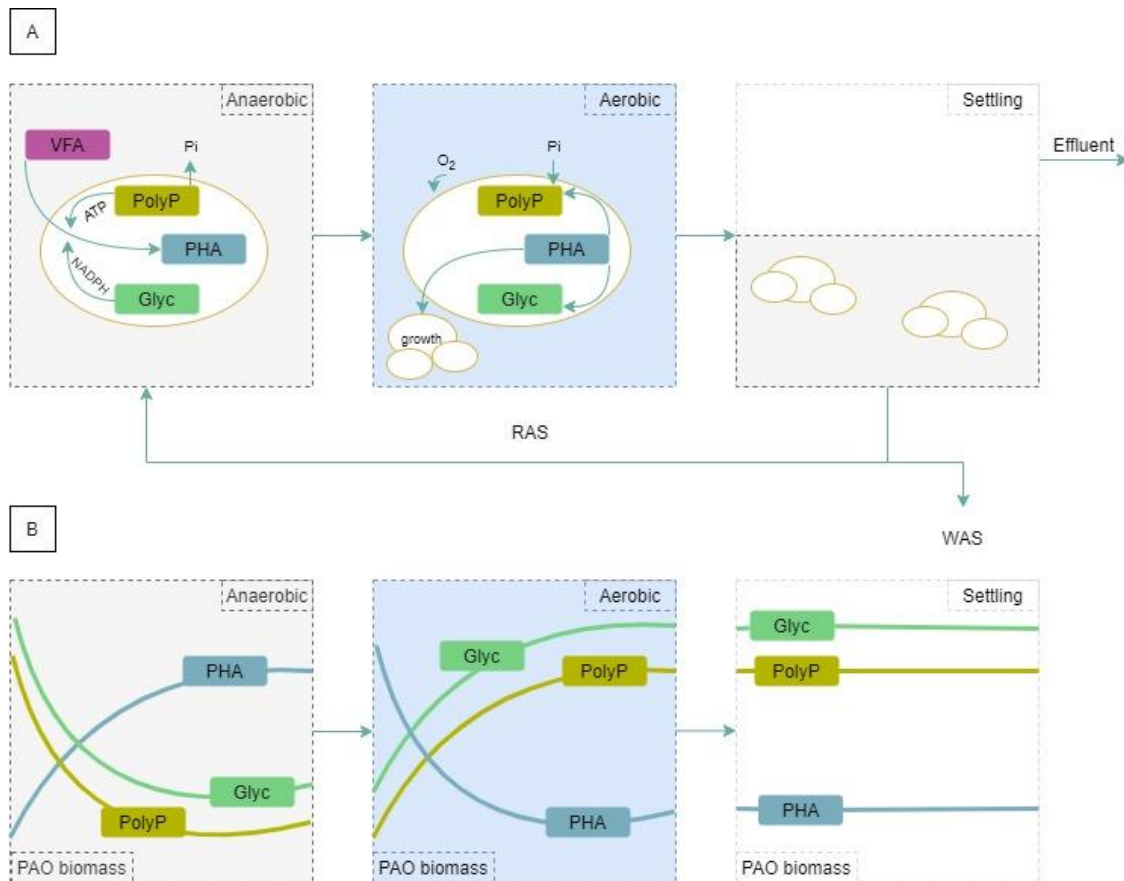 A
Anaerobic
VFA
Pi
PolyP
ATP
PHA
NADPH
Glyc
Aerobic
O2
Pi
PolyP
PHA
Glyc
growth
Settling
Effluent
RAS
WAS
B
Anaerobic
PHA
Glyc
PolyP
PAO biomass
Aerobic
Glyc
PolyP
PHA
PAO biomass
Settling
Glyc
PolyP
PHA
PAO biomass